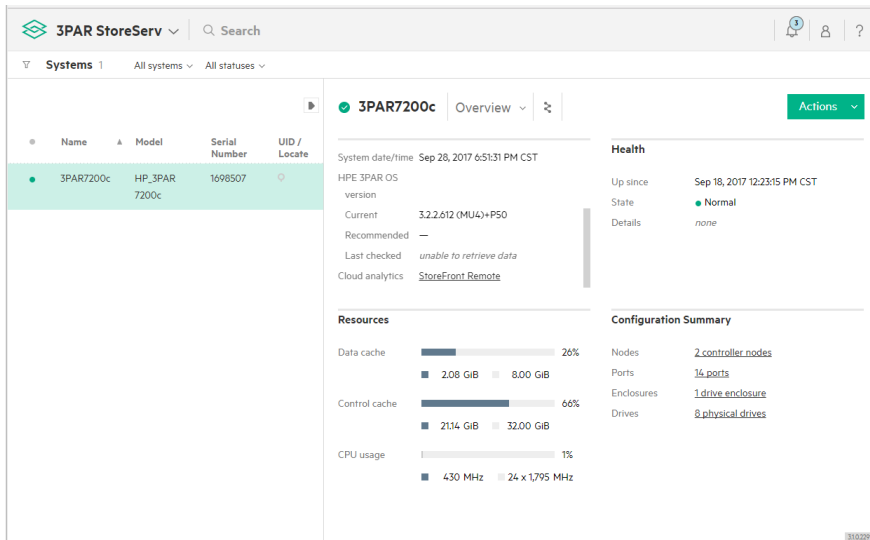 3PAR StoreServ
Search
3
?
Systems 1
All systems
All statuses
Name
Model
Serial Number
UID / Locate
3PAR7200c
HP_3PAR 7200c
1698507
3PAR7200c
Overview
Actions
System date/time Sep 28, 2017 6:51:31 PM CST
HPE 3PAR OS
version
Current 3.2.2.612 (MU4)+P50
Recommended —
Last checked unable to retrieve data
Cloud analytics StoreFront Remote
Health
Up since Sep 18, 2017 12:23:15 PM CST
State Normal
Details none
Resources
Data cache 26%
2.08 GiB 8.00 GiB
Control cache 66%
21.14 GiB 32.00 GiB
CPU usage 1%
430 MHz 24 x 1,795 MHz
Configuration Summary
Nodes 2 controller nodes
Ports 14 ports
Enclosures 1 drive enclosure
Drives 8 physical drives